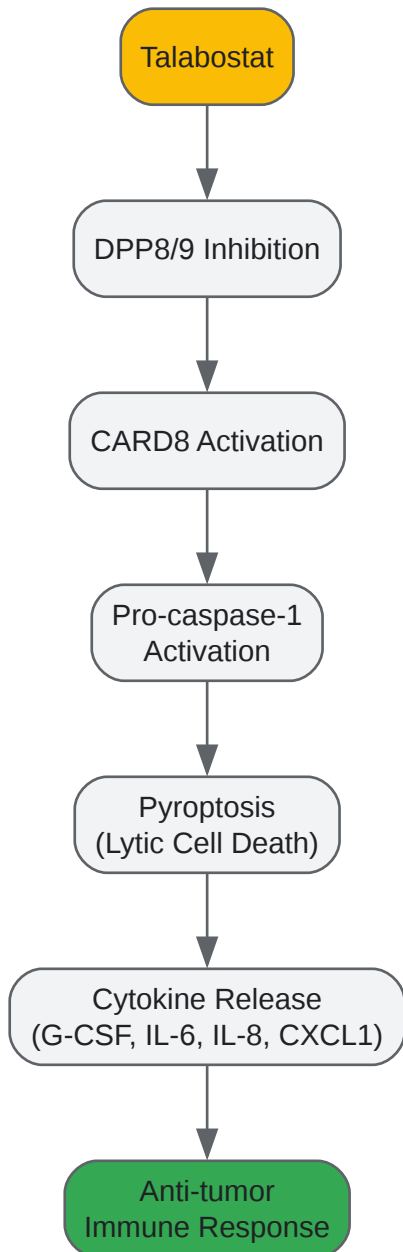 Talabostat
DPP8/9 Inhibition
CARD8 Activation
Pro-caspase-1
Activation
Pyroptosis
(Lytic Cell Death)
Cytokine Release
(G-CSF, IL-6, IL-8, CXCL1)
Anti-tumor
Immune Response